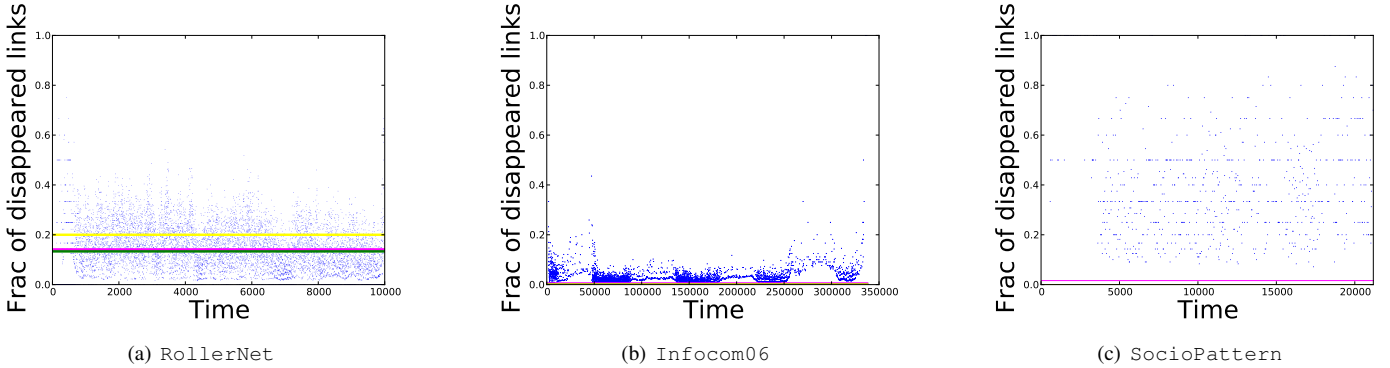 Frac of disappeared links
1.0
0.8
0.6
0.4
0.2
0.0
0 2000 4000 6000 8000 10000
Time
(a) RollerNet
Frac of disappeared links
1.0
0.8
0.6
0.4
0.2
0.0
0 50000 100000 150000 200000 250000 300000 350000
Time
(b) Infocom06
Frac of disappeared links
1.0
0.8
0.6
0.4
0.2
0.0
0 5000 10000 15000 20000
Time
(c) SocioPattern